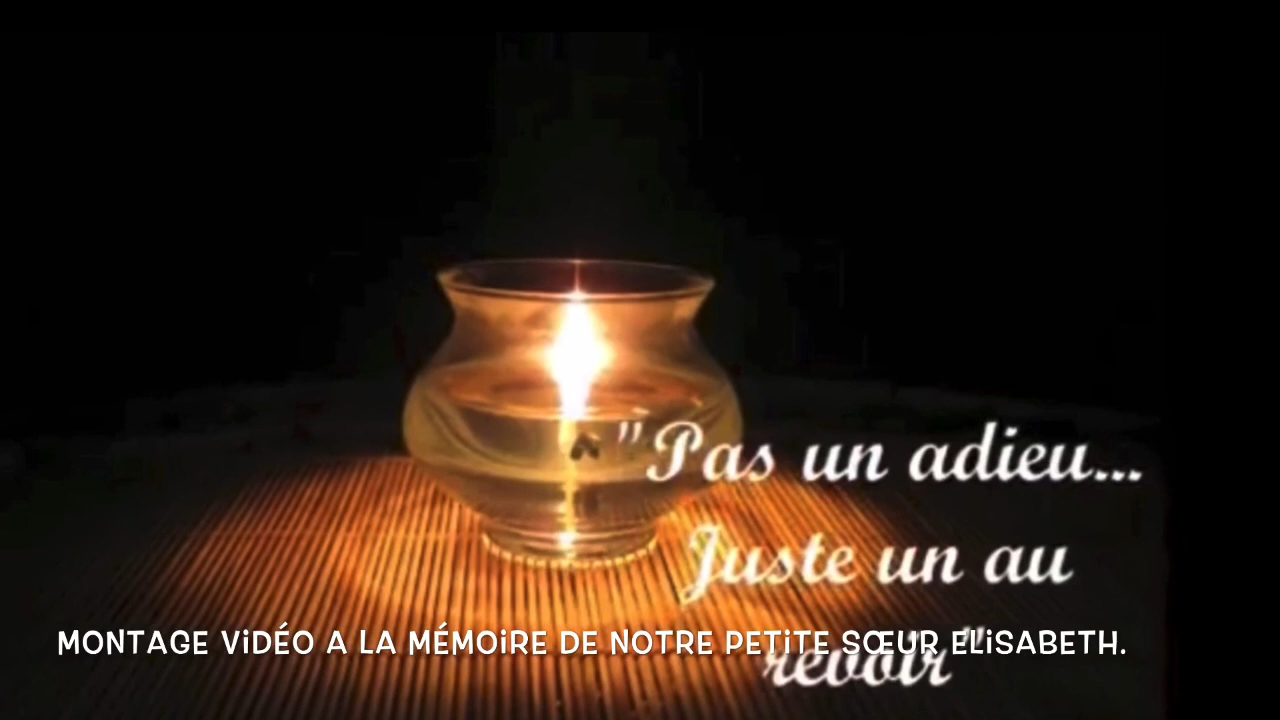 "Pas un adieu...
Juste un au
revoir"
MONTAGE ViDÉO A LA MÉMOiRE DE NOTRE PETiTE SŒUR ELiSABETH.